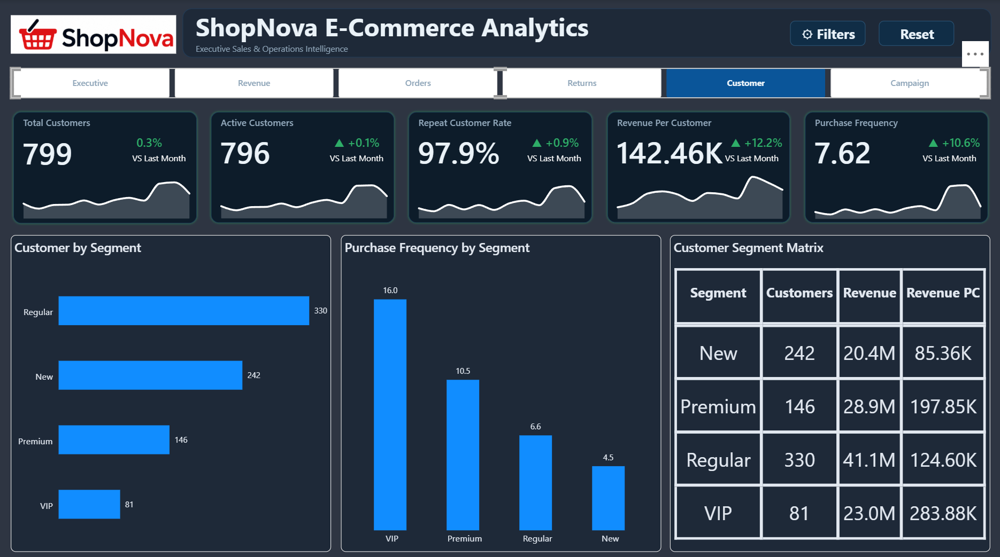 ShopNova
ShopNova E-Commerce Analytics
Executive Sales & Operations Intelligence
⚙ Filters
Reset
...
Executive
Revenue
Orders
Returns
Customer
Campaign
Total Customers
799
0.3%
VS Last Month
Active Customers
796
▲ +0.1%
VS Last Month
Repeat Customer Rate
97.9%
▲ +0.9%
VS Last Month
Revenue Per Customer
142.46K
▲ +12.2%
VS Last Month
Purchase Frequency
7.62
▲ +10.6%
VS Last Month
Customer by Segment
Regular 330
New 242
Premium 146
VIP 81
Purchase Frequency by Segment
16.0
10.5
6.6
4.5
VIP Premium Regular New
Customer Segment Matrix
Segment Customers Revenue Revenue PC
New 242 20.4M 85.36K
Premium 146 28.9M 197.85K
Regular 330 41.1M 124.60K
VIP 81 23.0M 283.88K